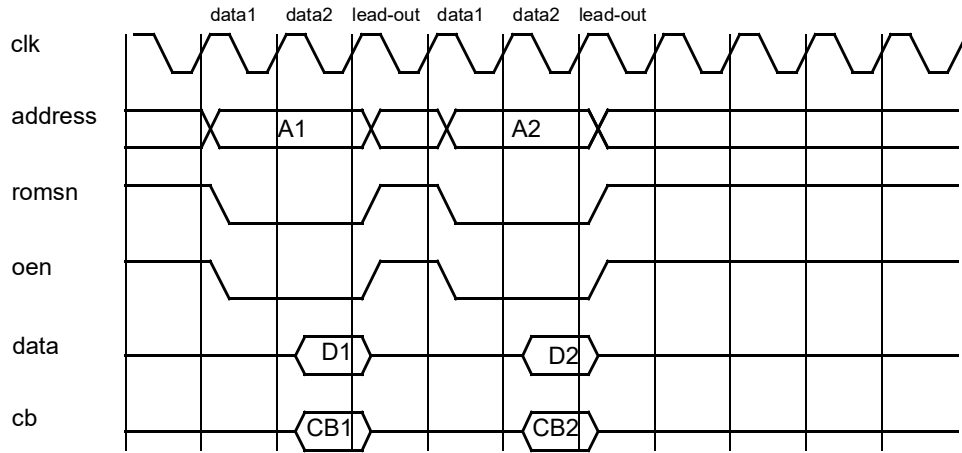 data1 data2 lead-out data1 data2 lead-out
clk
address A1 A2
romsn
oen
data D1 D2
cb CB1 CB2